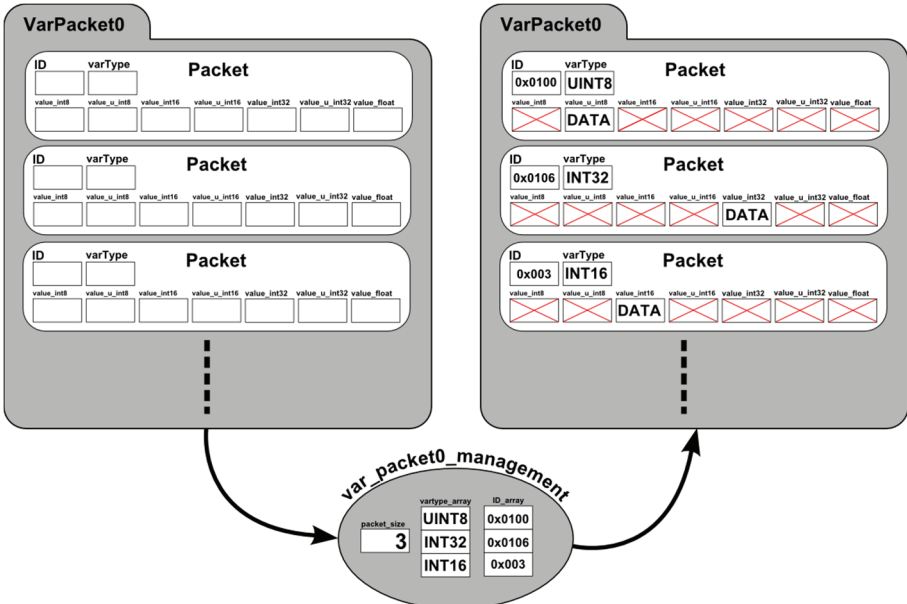 VarPacket0
ID varType Packet
value_int8 value_u_int8 value_int16 value_u_int16 value_int32 value_u_int32 value_float
ID varType Packet
value_int8 value_u_int8 value_int16 value_u_int16 value_int32 value_u_int32 value_float
ID varType Packet
value_int8 value_u_int8 value_int16 value_u_int16 value_int32 value_u_int32 value_float
VarPacket0
ID varType Packet
0x0100 UINT8
value_int8 value_u_int8 value_int16 value_u_int16 value_int32 value_u_int32 value_float
DATA
ID varType Packet
0x0106 INT32
value_int8 value_u_int8 value_int16 value_u_int16 value_int32 value_u_int32 value_float
DATA
ID varType Packet
0x003 INT16
value_int8 value_u_int8 value_int16 value_u_int16 value_int32 value_u_int32 value_float
DATA
var_packet0_management
packet_size vartype_array ID_array
3
UINT8 0x0100
INT32 0x0106
INT16 0x003